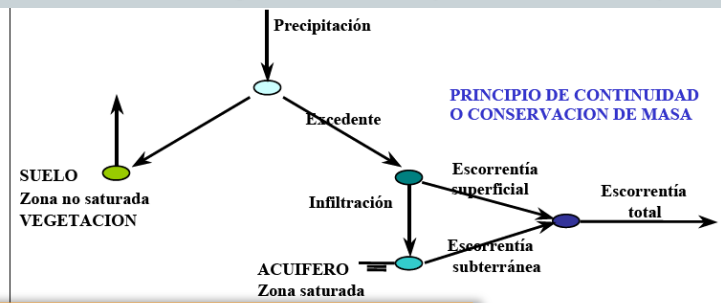 Precipitación
PRINCIPIO DE CONTINUIDAD
O CONSERVACION DE MASA
Excedente
SUELO
Zona no saturada
VEGETACION
Infiltración
Escorrentía
superficial
Escorrentía
total
Escorrentía
subterránea
ACUIFERO
Zona saturada